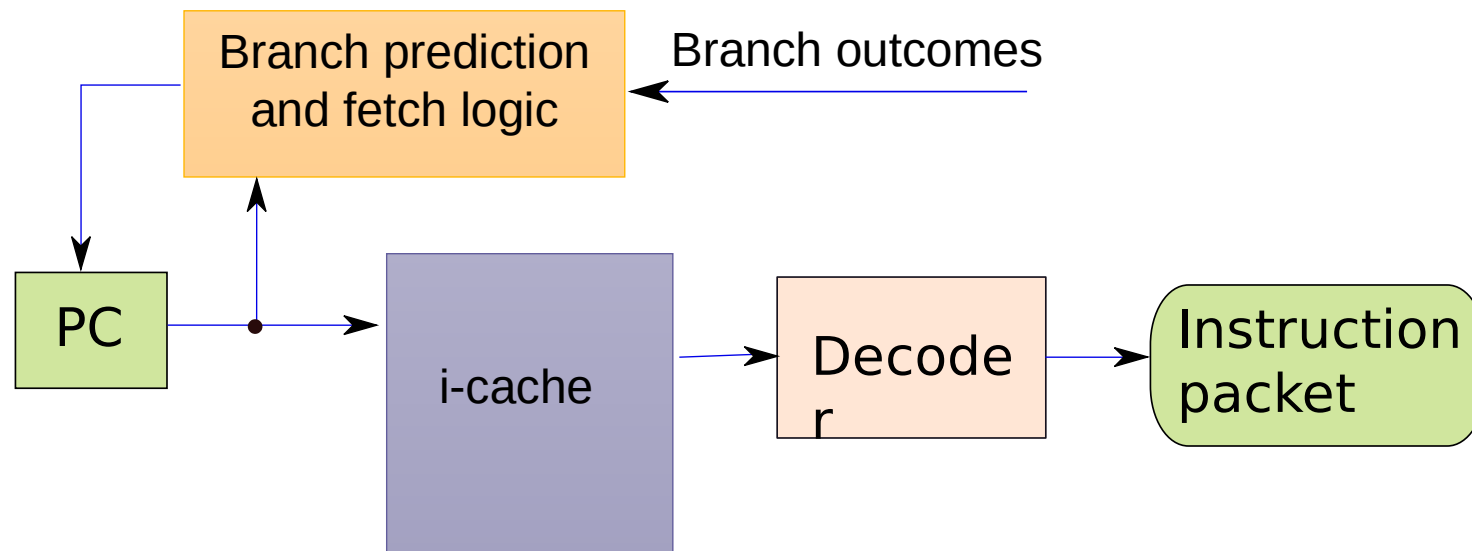 Branch prediction
and fetch logic
Branch outcomes
PC
i-cache
Decode
r
Instruction
packet